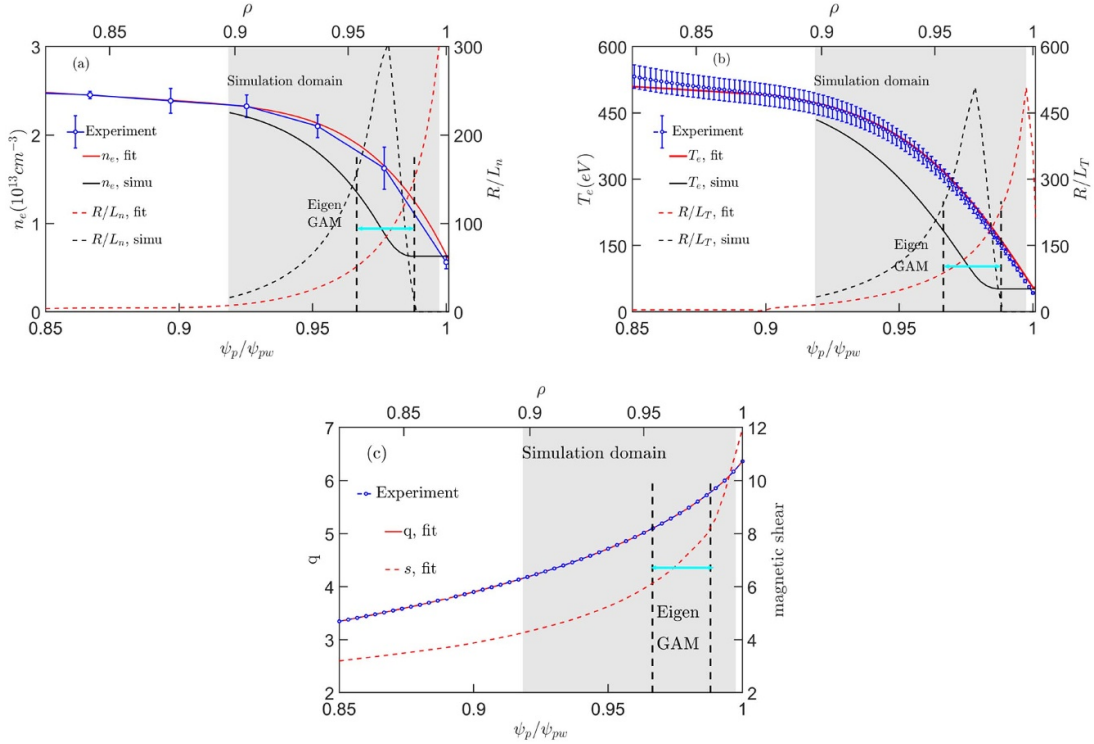 ρ
0.85 0.9 0.95 1
(a)
Simulation domain
Experiment
n_e, fit
n_e, simu
R/L_n, fit
R/L_n, simu
Eigen
GAM
n_e(10^13cm^−3)
3
2
1
0
R/L_n
300
200
100
0
0.85 0.9 0.95 1
ψ_p/ψ_pw
ρ
0.85 0.9 0.95 1
(b)
Simulation domain
Experiment
T_e, fit
T_e, simu
R/L_T, fit
R/L_T, simu
Eigen
GAM
T_e(eV)
600
450
300
150
0
R/L_T
600
500
400
300
200
100
0
0.85 0.9 0.95 1
ψ_p/ψ_pw
ρ
0.85 0.9 0.95 1
(c)
Simulation domain
Experiment
q, fit
s, fit
Eigen
GAM
q
7
6
5
4
3
2
magnetic shear
12
10
8
6
4
2
0.85 0.9 0.95 1
ψ_p/ψ_pw